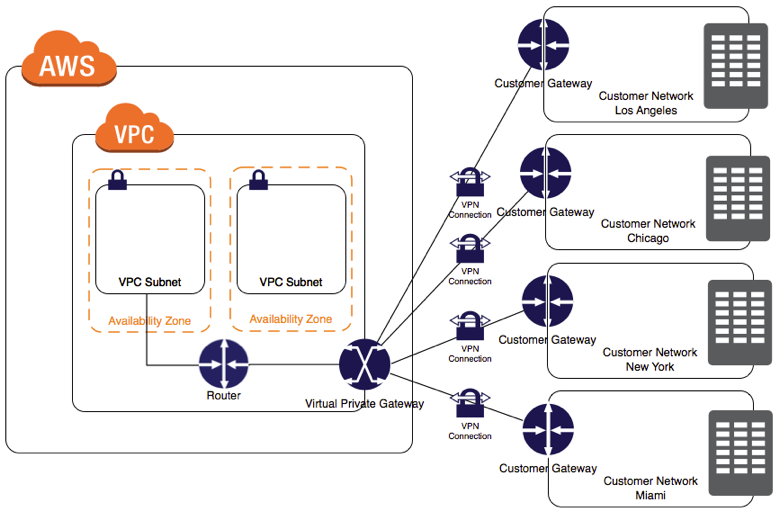 AWS
VPC
VPC Subnet
Availability Zone
VPC Subnet
Availability Zone
Router
Virtual Private Gateway
VPN
Connection
VPN
Connection
VPN
Connection
VPN
Connection
Customer Gateway
Customer Network
Los Angeles
Customer Gateway
Customer Network
Chicago
Customer Gateway
Customer Network
New York
Customer Gateway
Customer Network
Miami